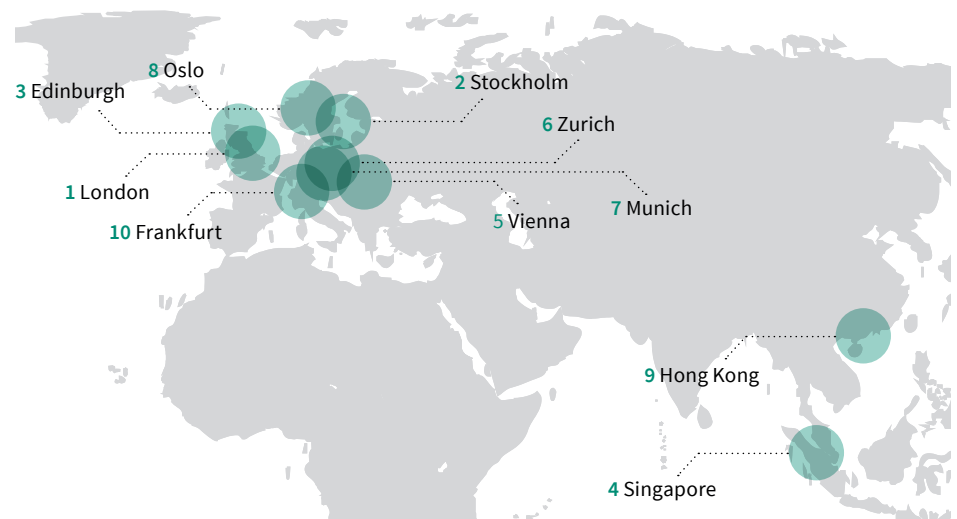 8 Oslo
2 Stockholm
3 Edinburgh
6 Zurich
1 London
7 Munich
5 Vienna
10 Frankfurt
9 Hong Kong
4 Singapore